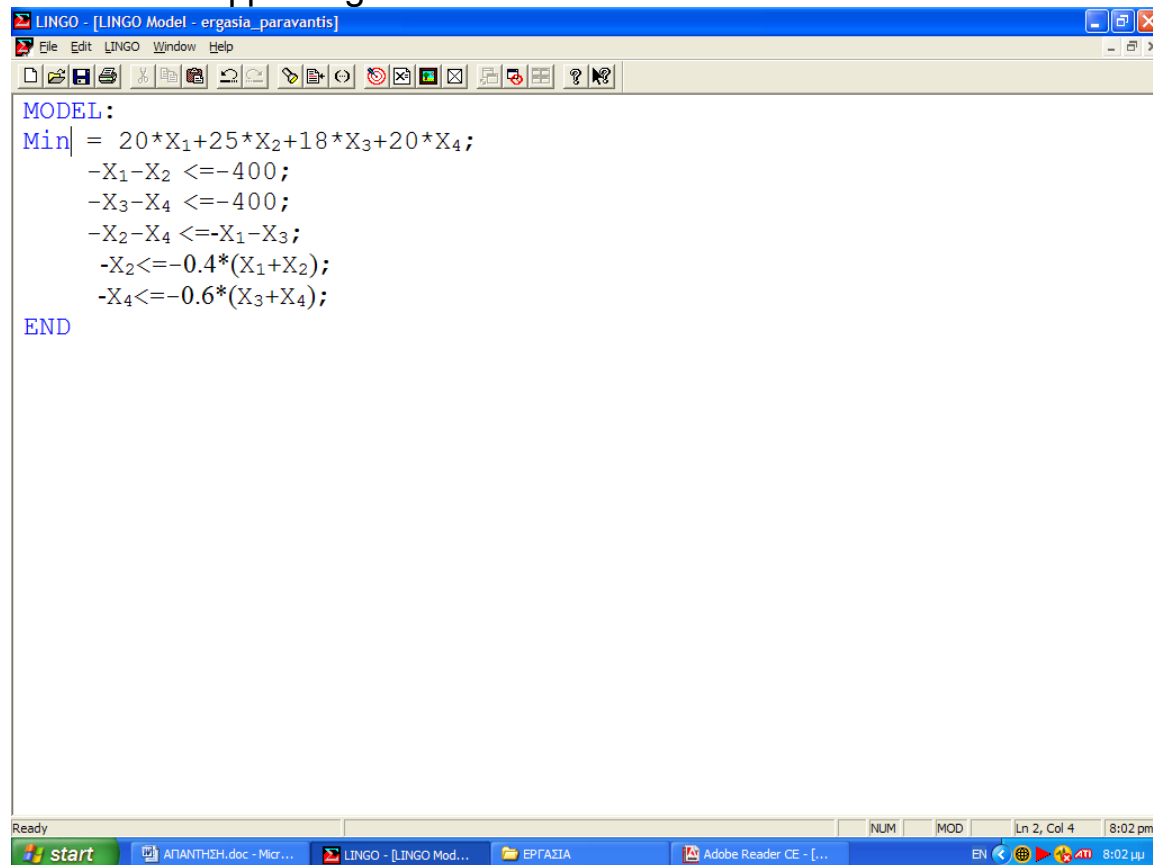 LINGO - [LINGO Model - ergasia_paravantis]
File Edit LINGO Window Help
MODEL:
Min = 20*X₁+25*X₂+18*X₃+20*X₄;
-X₁-X₂ <=-400;
-X₃-X₄ <=-400;
-X₂-X₄ <=-X₁-X₃;
-X₂<=-0.4*(X₁+X₂);
-X₄<=-0.6*(X₃+X₄);
END
Ready NUM MOD Ln 2, Col 4 8:02 pm
start ΑΠΑΝΤΗΣΗ.doc - Micr... LINGO - [LINGO Mod... ΕΡΓΑΣΙΑ Adobe Reader CE - [... EN 8:02 μμ